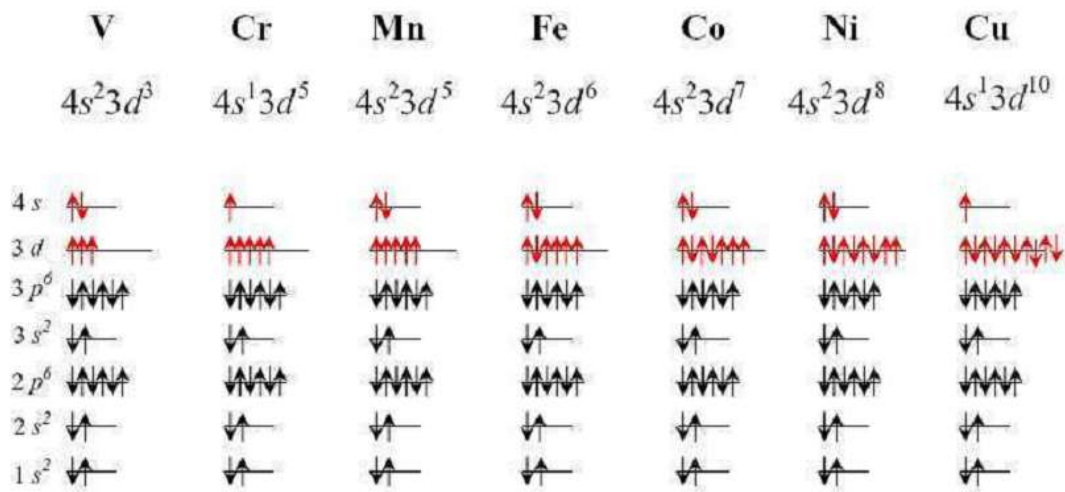 V Cr Mn Fe Co Ni Cu
4s²3d³ 4s¹3d⁵ 4s²3d⁵ 4s²3d⁶ 4s²3d⁷ 4s²3d⁸ 4s¹3d¹⁰
4 s
3 d
3 p⁶
3 s²
2 p⁶
2 s²
1 s²